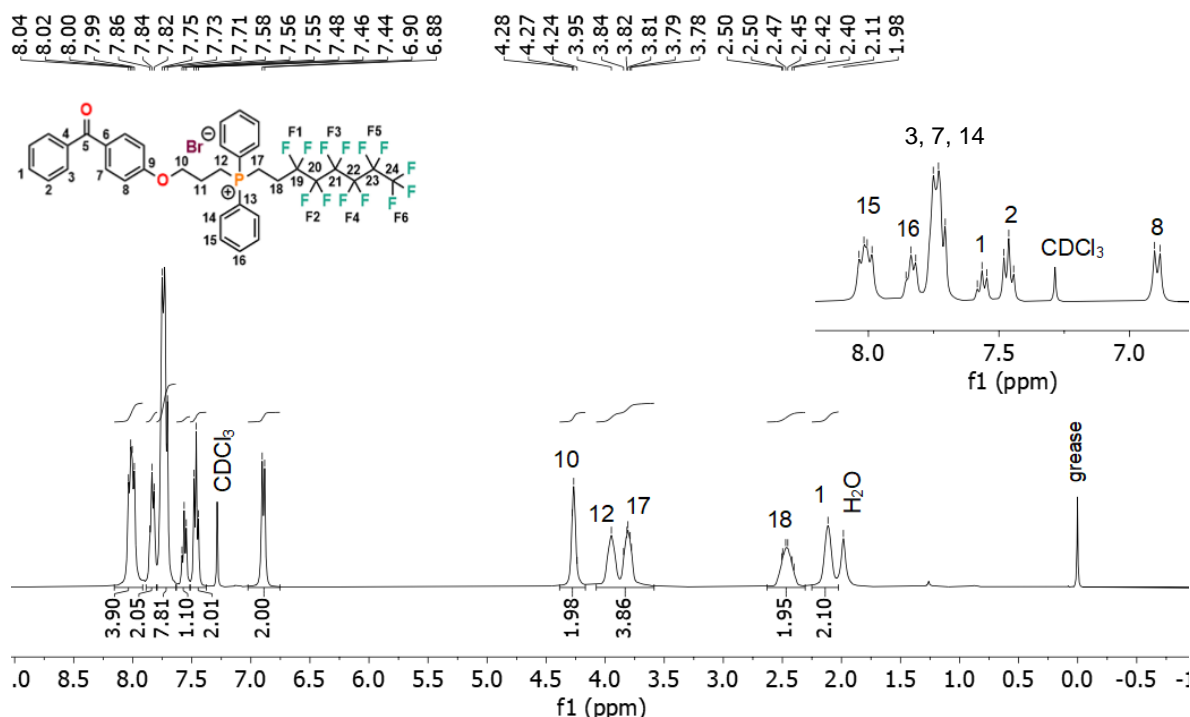 8.04 8.02 8.00 7.99 7.86 7.84 7.82 7.75 7.73 7.71 7.58 7.56 7.55 7.48 7.46 7.44 6.90 6.88 4.28 4.27 4.24 3.95 3.84 3.82 3.81 3.79 3.78 2.50 2.50 2.47 2.45 2.42 2.40 2.11 1.98
O
4 5 6
1 2 3 7 8 9
O
10 11 12
Br ⊖
P
⊕
13 14 15 16
17 18 19 20 21 22 23 24
F1 F3 F5
F F F F F F
F F F F F F F
F2 F4 F6
3, 7, 14
15 16 1 2 CDCl3 8
8.0 7.5 7.0
f1 (ppm)
CDCl3
10 12 17 18 1 H2O grease
3.90 2.05 7.81 1.10 2.01 2.00 1.98 3.86 1.95 2.10
.0 8.5 8.0 7.5 7.0 6.5 6.0 5.5 5.0 4.5 4.0 3.5 3.0 2.5 2.0 1.5 1.0 0.5 0.0 -0.5 -1
f1 (ppm)